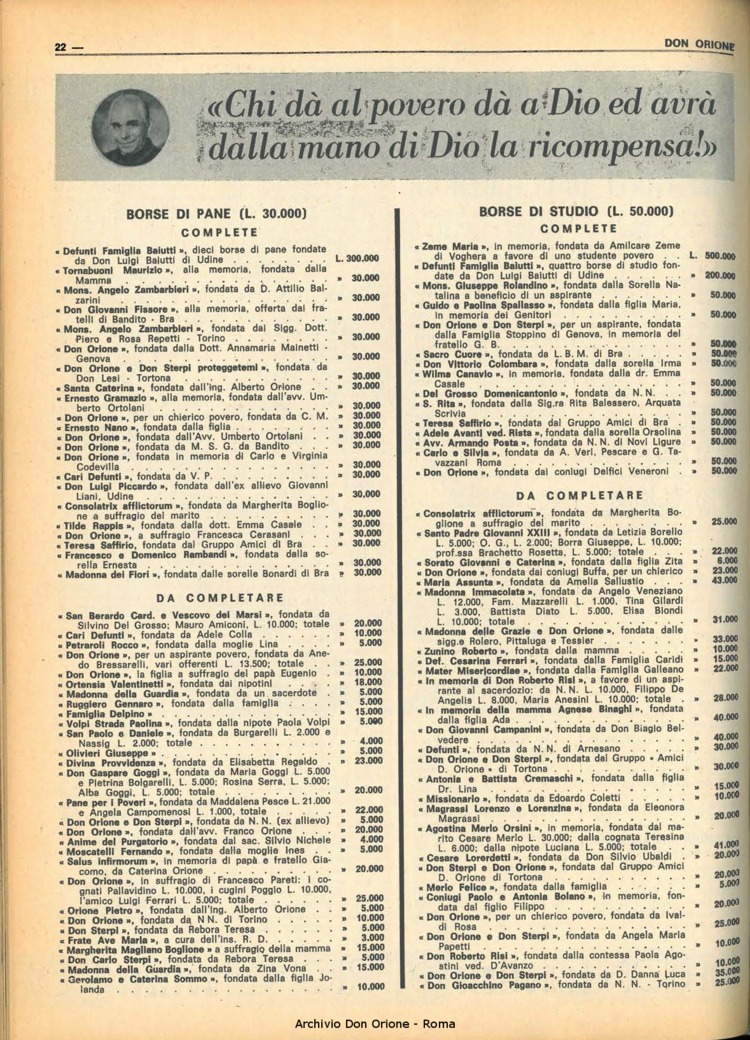 22 —
DON ORIONE
«Chi dà al povero dà a Dio ed avrà
dalla mano di Dio la ricompensa!»
BORSE DI PANE (L. 30.000)
COMPLETE
« Defunti Famiglia Baiutti », dieci borse di pane fondate
da Don Luigi Baiutti di Udine . . . . . . . L. 300.000
« Tornabuoni Maurizio », alla memoria, fondata dalla
Mamma . . . . . . . . . . . . » 30.000
« Mons. Angelo Zambarbieri », fondata da D. Attilio Bal-
zarini . . . . . . . . . . . . » 30.000
« Don Giovanni Fissore », alla memoria, offerta dai fra-
telli di Bandito - Bra . . . . . . . . . » 30.000
« Mons. Angelo Zambarbieri », fondata dai Sigg. Dott.
Piero e Rosa Repetti - Torino . . . . . . . » 30.000
« Don Orione », fondata dalla Dott. Annamaria Mainetti -
Genova . . . . . . . . . . . . » 30.000
« Don Orione e Don Sterpi proteggetemi », fondata da
Don Lesi - Tortona . . . . . . . . . . » 30.000
« Santa Caterina », fondata dall'ing. Alberto Orione . . » 30.000
« Ernesto Gramazio », alla memoria, fondata dall'avv. Um-
berto Ortolani . . . . . . . . . . . » 30.000
« Don Orione », per un chierico povero, fondata da C. M. » 30.000
« Ernesto Nano », fondata dalla figlia . . . . . . » 30.000
« Don Orione », fondata dall'Avv. Umberto Ortolani . . » 30.000
« Don Orione », fondata da M. S. G. da Bandito . . . » 30.000
« Don Orione », fondata in memoria di Carlo e Virginia
Codevilla . . . . . . . . . . . . » 30.000
« Cari Defunti », fondata da V. P. . . . . . . . » 30.000
« Don Luigi Piccardo », fondata dall'ex allievo Giovanni
Liani, Udine . . . . . . . . . . . » 30.000
« Consolatrix afflictorum », fondata da Margherita Boglio-
ne a suffragio del marito . . . . . . . . » 30.000
« Tilde Rappis », fondata dalla dott. Emma Casale . . . » 30.000
« Don Orione », a suffragio Francesca Cerasani . . . » 30.000
« Teresa Saffirio, dal Gruppo Amici di Bra . . . . . » 30.000
« Francesco e Domenico Rambandi », fondata dalla so-
rella Ernesta . . . . . . . . . . . » 30.000
« Madonna dei Fiori », fondata dalle sorelle Bonardi di Bra » 30.000
DA COMPLETARE
« San Berardo Card. e Vescovo dei Marsi », fondata da
Silvino Del Grosso; Mauro Amiconi, L. 10.000; totale » 20.000
« Cari Defunti », fondata da Adele Colla . . . . . » 10.000
« Petraroli Rocco », fondata dalla moglie Lina . . . . » 5.000
« Don Orione », per un aspirante povero, fondata da Ane-
do Bressarelli, vari offerenti L. 13.500; totale . . » 25.000
« Don Orione », la figlia a suffragio del papà Eugenio . » 10.000
« Ortensia Valentinetti », fondata dai nipotini . . . . » 18.000
« Madonna della Guardia », fondata da un sacerdote . . » 5.000
« Ruggiero Gennaro », fondata dalla famiglia . . . . » 5.000
« Famiglia Delpino » . . . . . . . . . . » 15.000
« Volpi Strada Paolina », fondata dalla nipote Paola Volpi » 5.000
« San Paolo e Daniele », fondata da Burgarelli L. 2.000 e
Nassig L. 2.000; totale . . . . . . . . » 4.000
« Olivieri Giuseppe » . . . . . . . . . . » 5.000
« Divina Provvidenza », fondata da Elisabetta Regaldo . » 23.000
« Don Gaspare Goggi », fondata da Maria Goggi L. 5.000
e Pietrina Bolgarelli, L. 5.000; Rosina Serra, L. 5.000;
Alba Goggi, L. 5.000; totale . . . . . . . » 20.000
« Pane per i Poveri », fondata da Maddalena Pesce L. 21.000
e Angela Campomenosi L. 1.000, totale . . . . » 22.000
« Don Orione e Don Sterpi », fondata da N. N. (ex allievo) » 5.000
« Don Orione », fondata dall'avv. Franco Orione . . . » 20.000
« Anime del Purgatorio », fondata dal sac. Silvio Nichele » 4.000
« Moscatelli Fernando », fondata dalla moglie Ines . . » 5.000
« Salus infirmorum », in memoria di papà e fratello Gia-
como, da Caterina Orione . . . . . . . . » 20.000
« Don Orione », in suffragio di Francesco Pareti: i co-
gnati Pallavidino L. 10.000, i cugini Poggio L. 10.000,
l'amico Luigi Ferrari L. 5.000; totale . . . . . » 25.000
« Orione Pietro », fondata dall'ing. Alberto Orione . . » 5.000
« Don Orione », fondata da NN. di Torino . . . . . » 10.000
« Don Sterpi », fondata da Rebora Teresa . . . . . » 5.000
« Frate Ave Maria », a cura dell'ins. R. D. . . . . . » 3.000
« Margherita Magliano Boglione » a suffragio della mamma » 15.000
« Don Carlo Sterpi », fondata da Rebora Teresa . . . » 5.000
« Madonna della Guardia », fondata da Zina Vona . . . » 15.000
« Gerolamo e Caterina Sommo », fondata dalla figlia Jo-
landa . . . . . . . . . . . . . » 10.000
BORSE DI STUDIO (L. 50.000)
COMPLETE
« Zeme Maria », in memoria, fondata da Amilcare Zeme
di Voghera a favore di uno studente povero . . L. 500.000
« Defunti Famiglia Baiutti », quattro borse di studio fon-
date da Don Luigi Baiutti di Udine . . . . . » 200.000
« Mons. Giuseppe Rolandino », fondata dalla Sorella Na-
talina a beneficio di un aspirante . . . . . . » 50.000
« Guido e Paolina Spallasso », fondata dalla figlia Maria,
in memoria dei Genitori . . . . . . . . » 50.000
« Don Orione e Don Sterpi », per un aspirante, fondata
dalla Famiglia Stoppino di Genova, in memoria del
fratello G. B. . . . . . . . . . . . » 50.000
« Sacro Cuore », fondata da L. B. M. di Bra . . . . » 50.000
« Don Vittorio Colombara », fondata dalla sorella Irma » 50.000
« Wilma Canavio », in memoria, fondata dalla dr. Emma
Casale . . . . . . . . . . . . » 50.000
« Del Grosso Domenicantonio », fondata da N. N. . . . » 50.000
« S. Rita », fondata dalla Sig.ra Rita Balessero, Arquata
Scrivia . . . . . . . . . . . . » 50.000
« Teresa Saffirio », fondata dal Gruppo Amici di Bra . . » 50.000
« Adele Avanti ved. Rista », fondata dalla sorella Orsolina » 50.000
« Avv. Armando Posta », fondata da N. N. di Novi Ligure » 50.000
« Carlo e Silvia », fondata da A. Veri, Pescare e G. Ta-
vazzani Roma . . . . . . . . . . . » 50.000
« Don Orione », fondata dai coniugi Delfici Veneroni . » 50.000
DA COMPLETARE
« Consolatrix afflictorum », fondata da Margherita Bo-
glione a suffragio del marito . . . . . . . » 25.000
« Santo Padre Giovanni XXIII », fondata da Letizia Borello
L. 5.000; O. G., L. 2.000; Borra Giuseppe, L. 10.000;
prof.ssa Brachetto Rosetta, L. 5.000; totale . . . » 22.000
« Sorato Giovanni e Caterina », fondata dalla figlia Zita » 6.000
« Don Orione », fondata dai coniugi Buffa, per un chierico » 23.000
« Maria Assunta », fondata da Amelia Sallustio . . . » 43.000
« Madonna Immacolata », fondata da Angelo Veneziano
L. 12.000, Fam. Mazzarelli L. 1.000, Tina Gilardi
L. 3.000, Battista Diato L. 5.000, Elisa Blondi
L. 10.000; totale . . . . . . . . . . » 31.000
« Madonna delle Grazie e Don Orione », fondata dalle
sigg.e Rolero, Pittaluga e Tessier . . . . . . » 33.000
« Zunino Roberto », fondata dalla mamma . . . . . » 10.000
« Def. Cesarina Ferrari », fondata dalla Famiglia Caridi » 15.000
« Mater Misericordiae », fondata dalla Famiglia Galleano » 22.000
« In memoria di Don Roberto Risi », a favore di un aspi-
rante al sacerdozio: da N. N. L. 10.000, Filippo De
Angelis L. 8.000, Maria Anesini L. 10.000; totale . » 28.000
« In memoria della mamma Agnese Binaghi », fondata
dalla figlia Ada . . . . . . . . . . » 40.000
« Don Giovanni Campanini », fondata da Don Biagio Bel-
vedere . . . . . . . . . . . . » 40.000
« Defunti », fondata da N. N. di Arnesano . . . . . » 30.000
« Don Orione e Don Sterpi », fondata dal Gruppo « Amici
D. Orione » di Tortona . . . . . . . . » 30.000
« Antonia e Battista Cremaschi », fondata dalla figlia
Dr. Lina . . . . . . . . . . . . » 15.000
« Missionario », fondata da Edoardo Coletti . . . . . » 10.000
« Magrassi Lorenzo e Lorenzina », fondata da Eleonora
Magrassi . . . . . . . . . . . . » 20.000
« Agostina Merlo Orsini », in memoria, fondata dal ma-
rito Cesare Merlo L. 30.000; dalla cognata Teresina
L. 6.000; dalla nipote Luciana L. 5.000; totale . . » 41.000
« Cesare Lorerdetti », fondata da Don Silvio Ubaldi . . » 20.000
« Don Sterpi e Don Orione », fondata dal Gruppo Amici
D. Orione di Tortona . . . . . . . . . » 20.000
« Merlo Felice », fondata dalla famiglia . . . . . . » 5.000
« Coniugi Paolo e Antonia Bolano », in memoria, fon-
data dal figlio Filippo . . . . . . . . » 20.000
« Don Orione », per un chierico povero, fondata da Ival-
di Rosa . . . . . . . . . . . . » 25.000
« Don Orione e Don Sterpi », fondata da Angela Maria
Papetti . . . . . . . . . . . . » 10.000
« Don Roberto Risi », fondata dalla contessa Paola Ago-
stini ved. D'Avanzo . . . . . . . . . » 10.000
« Don Orione e Don Sterpi », fondata da D. Danna Luca » 35.000
« Don Gioacchino Pagano », fondata da N. N. - Torino » 25.000
Archivio Don Orione - Roma